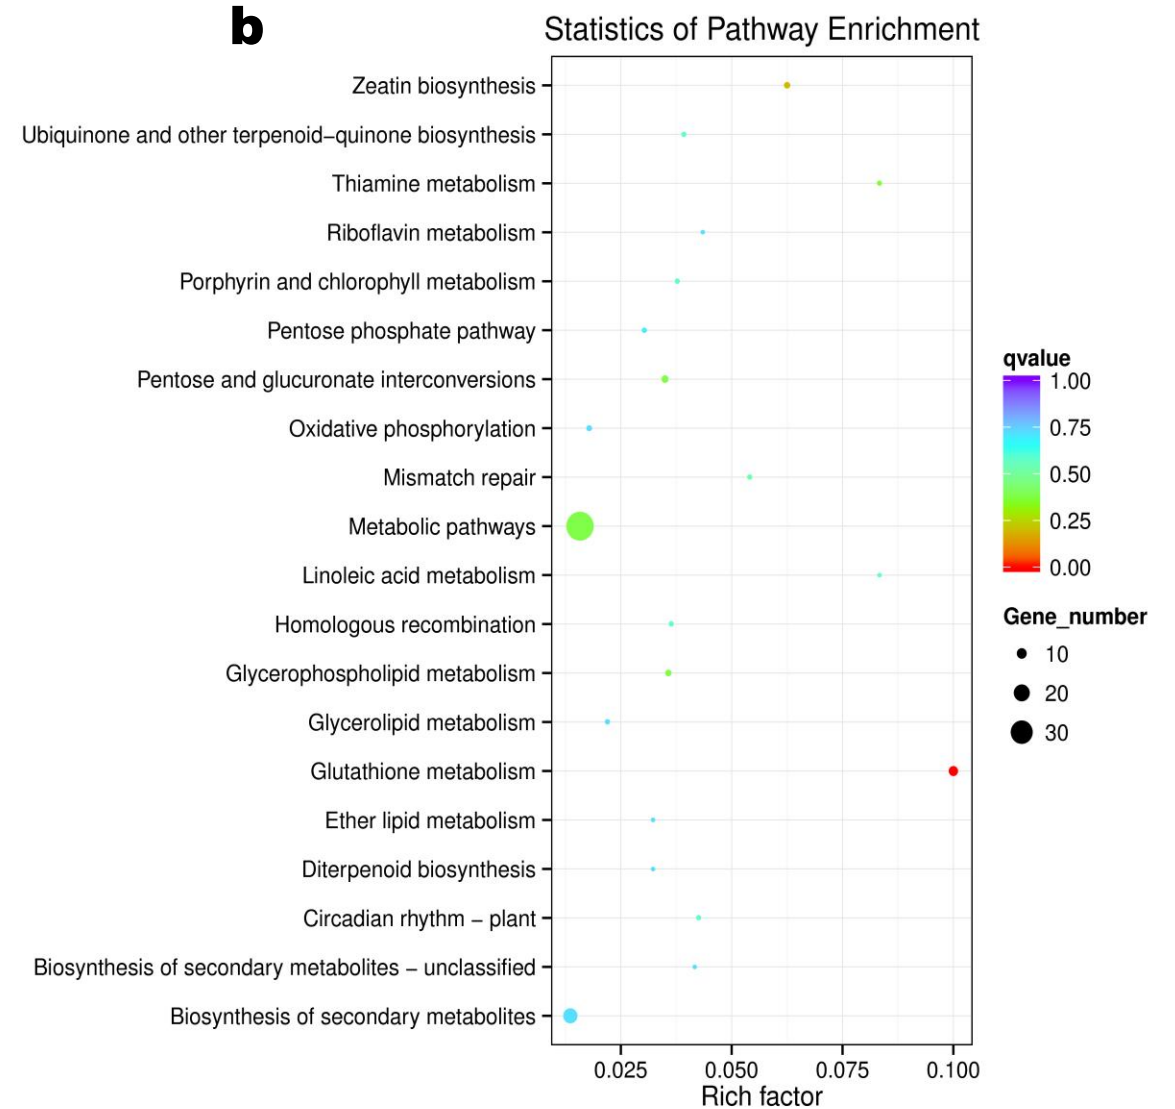 b
Statistics of Pathway Enrichment
Zeatin biosynthesis
Ubiquinone and other terpenoid−quinone biosynthesis
Thiamine metabolism
Riboflavin metabolism
Porphyrin and chlorophyll metabolism
Pentose phosphate pathway
Pentose and glucuronate interconversions
Oxidative phosphorylation
Mismatch repair
Metabolic pathways
Linoleic acid metabolism
Homologous recombination
Glycerophospholipid metabolism
Glycerolipid metabolism
Glutathione metabolism
Ether lipid metabolism
Diterpenoid biosynthesis
Circadian rhythm − plant
Biosynthesis of secondary metabolites − unclassified
Biosynthesis of secondary metabolites
0.025 0.050 0.075 0.100
Rich factor
qvalue
1.00
0.75
0.50
0.25
0.00
Gene_number
10
20
30